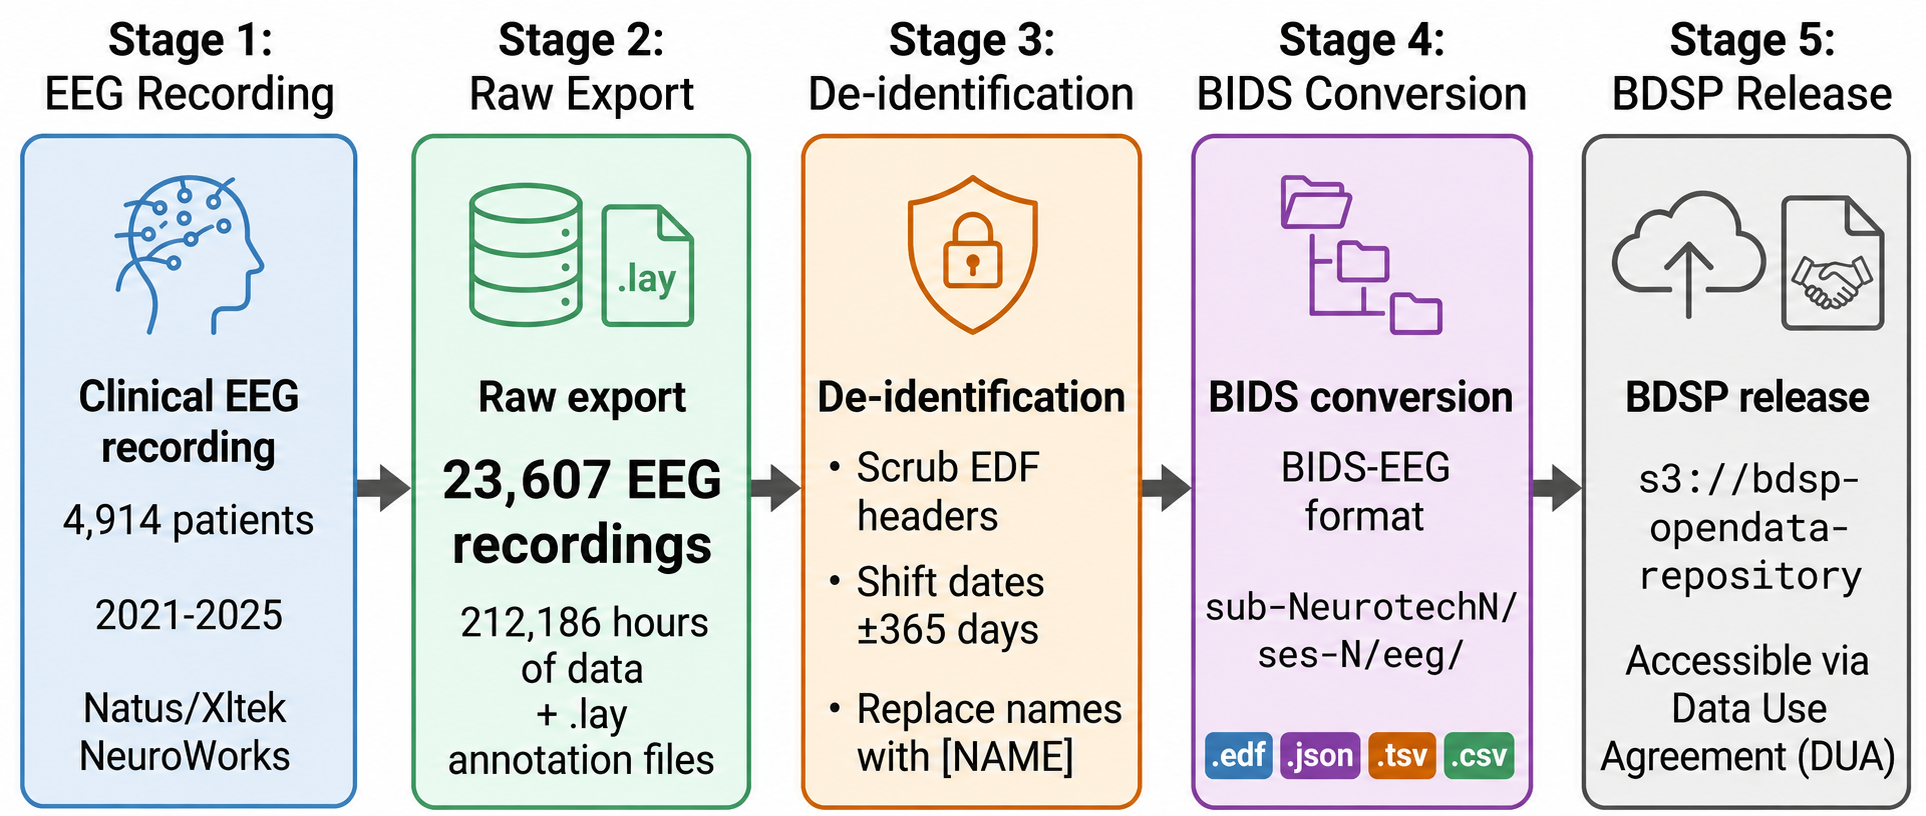 Stage 1:
EEG Recording
Clinical EEG
recording
4,914 patients
2021-2025
Natus/Xltek
NeuroWorks
Stage 2:
Raw Export
.lay
Raw export
23,607 EEG
recordings
212,186 hours
of data
+ .lay
annotation files
Stage 3:
De-identification
De-identification
• Scrub EDF
headers
• Shift dates
±365 days
• Replace names
with [NAME]
Stage 4:
BIDS Conversion
BIDS conversion
BIDS-EEG
format
sub-NeurotechN/
ses-N/eeg/
.edf .json .tsv .csv
Stage 5:
BDSP Release
BDSP release
s3://bdsp-
opendata-
repository
Accessible via
Data Use
Agreement (DUA)